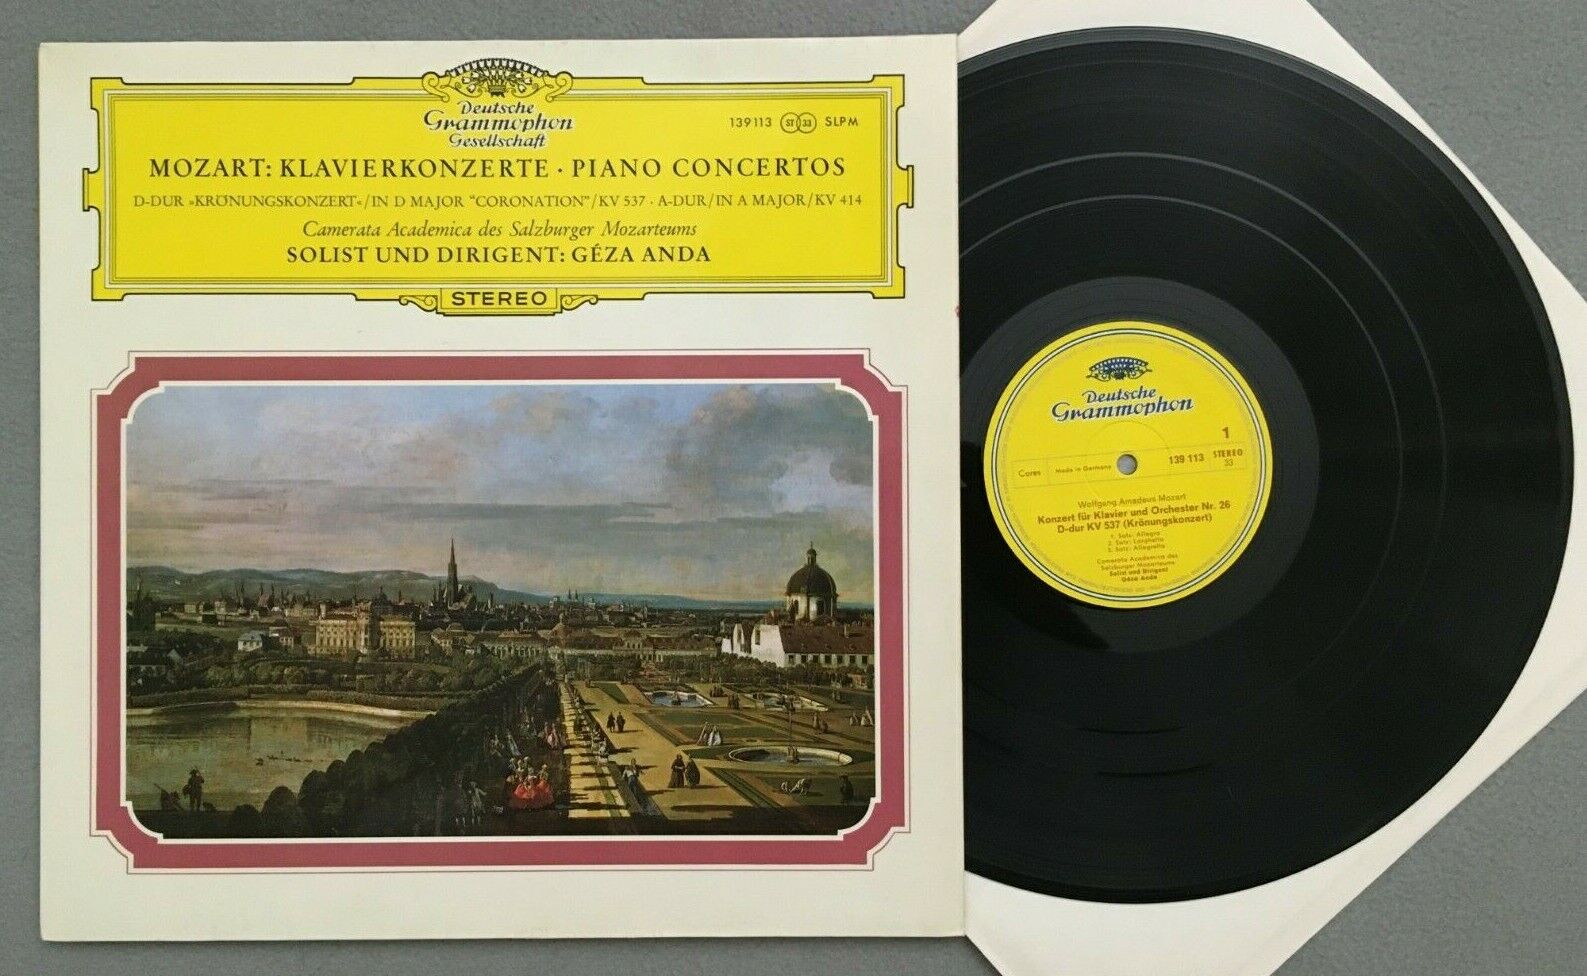 Deutsche
Grammophon
Gesellschaft
139113 ST 33 SLPM
MOZART: KLAVIERKONZERTE · PIANO CONCERTOS
D-DUR »KRÖNUNGSKONZERT«/IN D MAJOR "CORONATION"/KV 537 · A-DUR/IN A MAJOR/KV 414
Camerata Academica des Salzburger Mozarteums
SOLIST UND DIRIGENT: GÉZA ANDA
STEREO
Deutsche
Grammophon
1
Made in Germany
139 113 STEREO
33
Wolfgang Amadeus Mozart
Konzert für Klavier und Orchester Nr. 26
D-dur KV 537 (Krönungskonzert)
1. Satz: Allegro
2. Satz: Larghetto
3. Satz: Allegretto
Camerata Academica des
Salzburger Mozarteums
Solist und Dirigent
Géza Anda